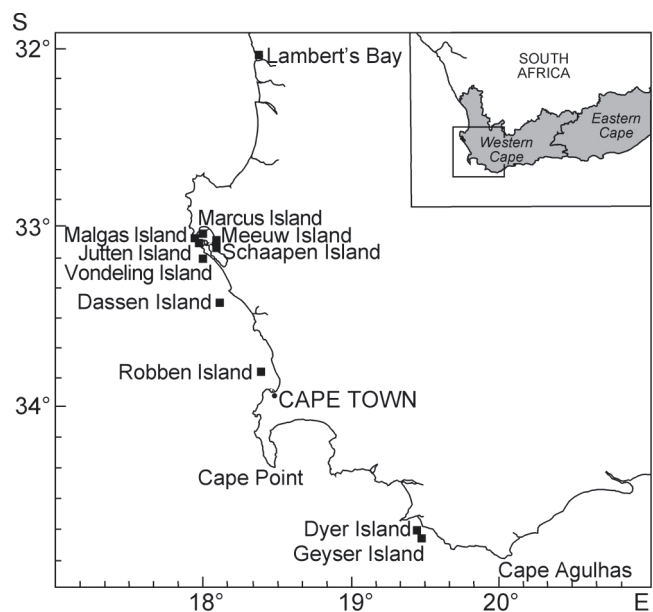 S
32°
Lambert's Bay
SOUTH
AFRICA
Eastern
Cape
Western
Cape
33°
Marcus Island
Malgas Island
Meeuw Island
Jutten Island
Schaapen Island
Vondeling Island
Dassen Island
Robben Island
34°
CAPE TOWN
Cape Point
Dyer Island
Geyser Island
Cape Agulhas
18°
19°
20°
E